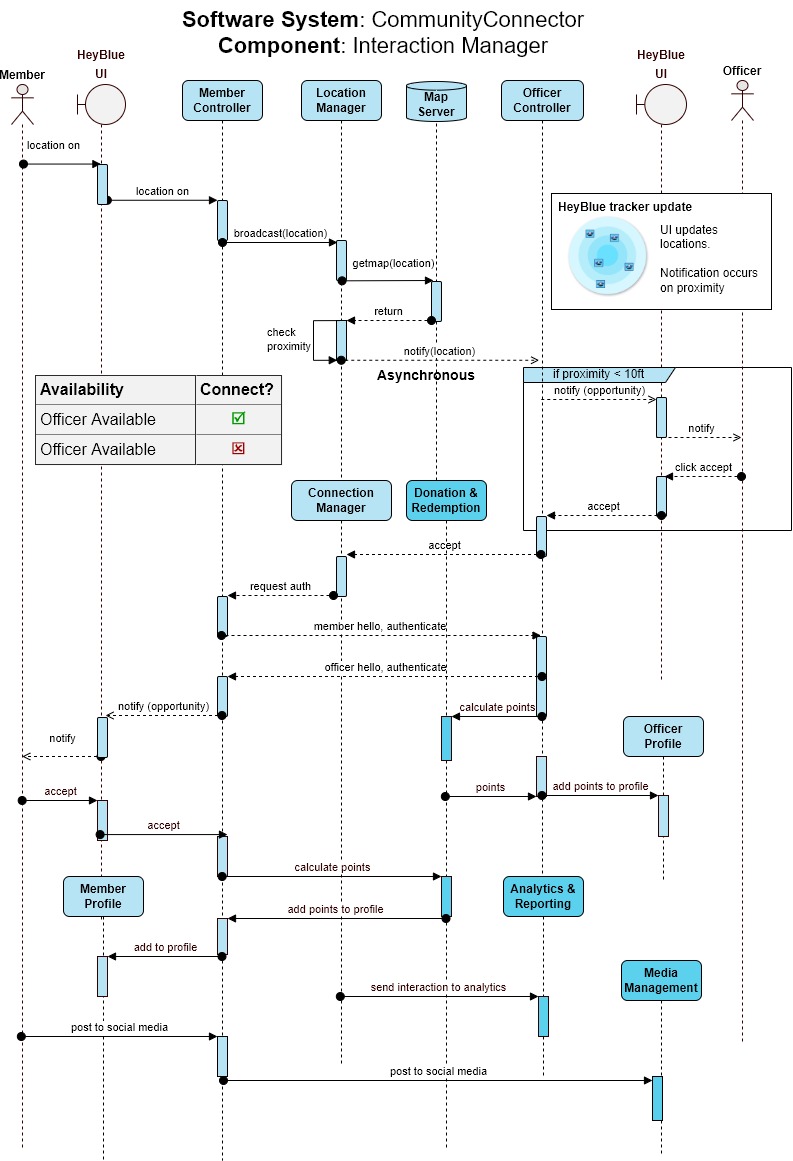 Software System: CommunityConnector
Component: Interaction Manager
Member
HeyBlue
UI
Member
Controller
Location
Manager
Map
Server
Officer
Controller
HeyBlue
UI
Officer
location on
location on
broadcast(location)
getmap(location)
return
check
proximity
notify(location)
Asynchronous
HeyBlue tracker update
UI updates
locations.
Notification occurs
on proximity
if proximity < 10ft
notify (opportunity)
notify
click accept
accept
Availability Connect?
Officer Available
Officer Available
Connection
Manager
Donation &
Redemption
accept
request auth
member hello, authenticate
officer hello, authenticate
notify (opportunity)
calculate points
notify
Officer
Profile
points
add points to profile
accept
accept
calculate points
Member
Profile
Analytics &
Reporting
add points to profile
add to profile
Media
Management
send interaction to analytics
post to social media
post to social media